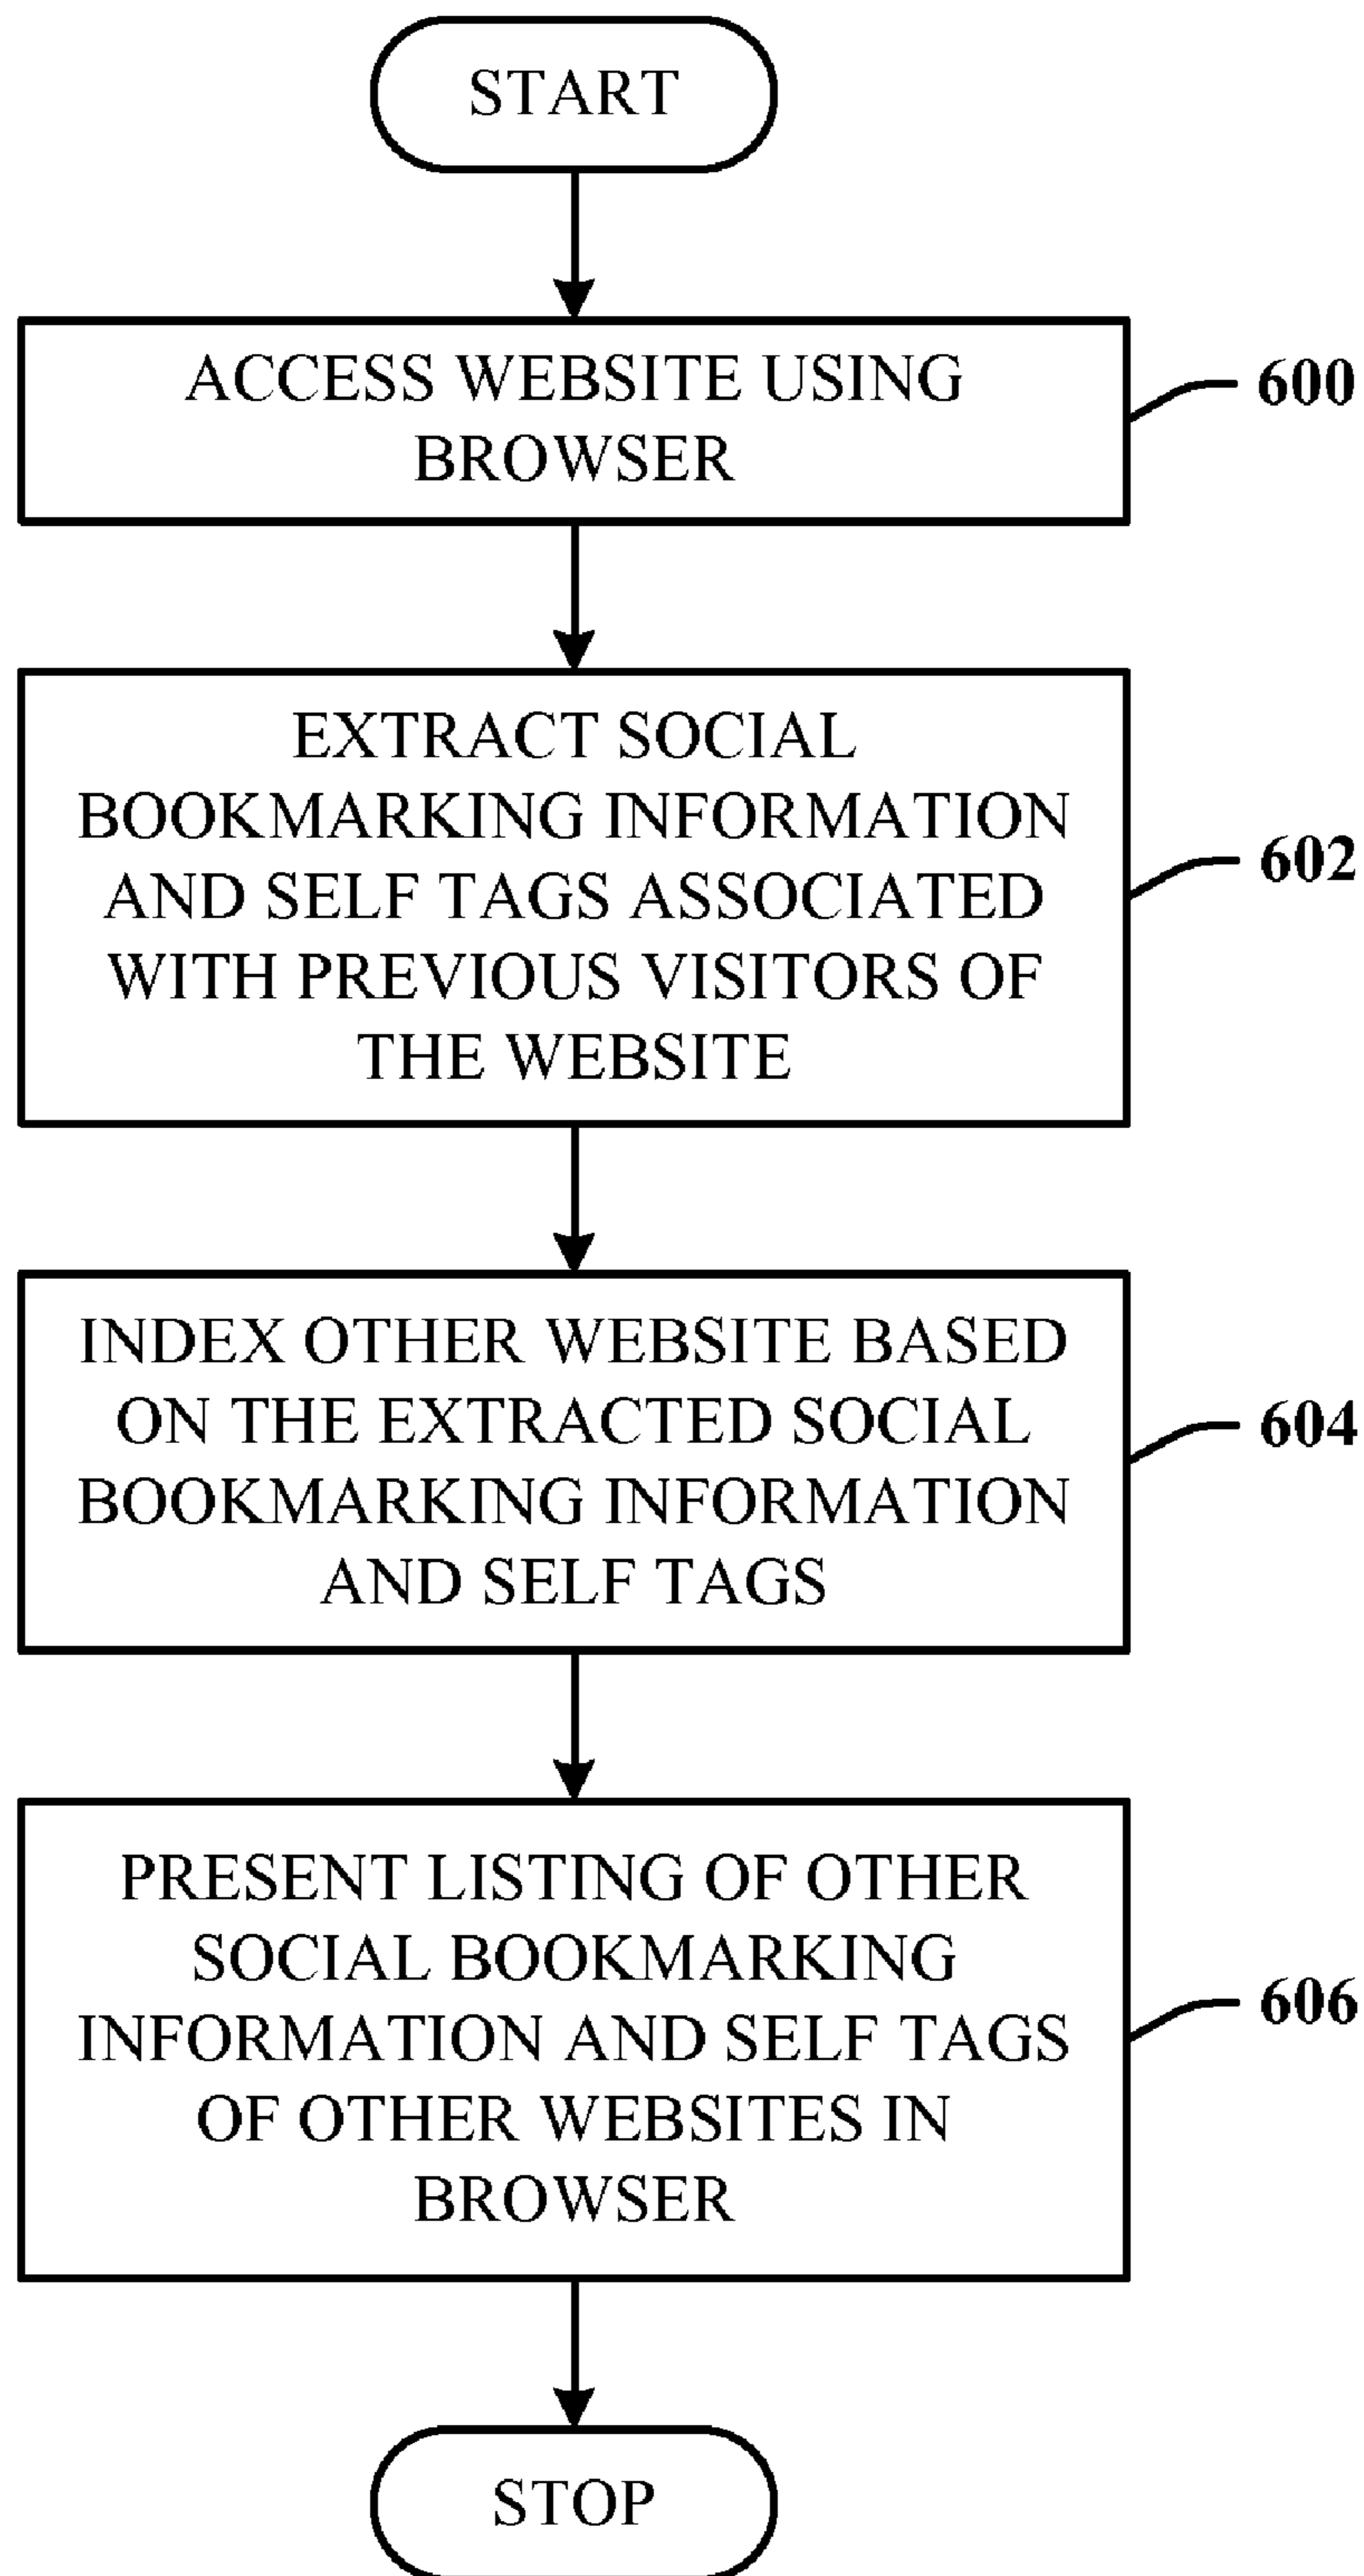 START
ACCESS WEBSITE USING
BROWSER
600
EXTRACT SOCIAL
BOOKMARKING INFORMATION
AND SELF TAGS ASSOCIATED
WITH PREVIOUS VISITORS OF
THE WEBSITE
602
INDEX OTHER WEBSITE BASED
ON THE EXTRACTED SOCIAL
BOOKMARKING INFORMATION
AND SELF TAGS
604
PRESENT LISTING OF OTHER
SOCIAL BOOKMARKING
INFORMATION AND SELF TAGS
OF OTHER WEBSITES IN
BROWSER
606
STOP